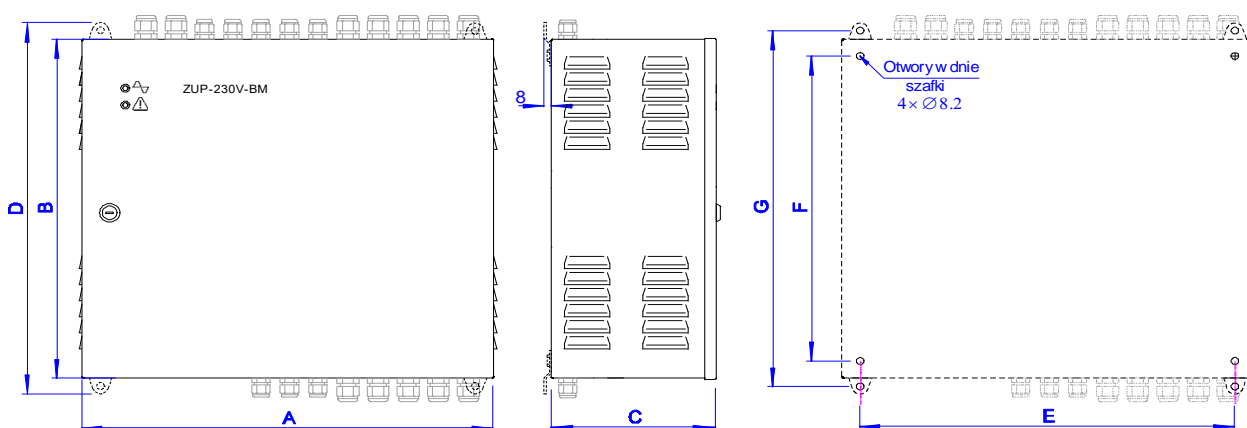 ZUP-230V-BM
D
B
A
8
C
Otwory w dnie
szafki
4× ∅8.2
G
F
E